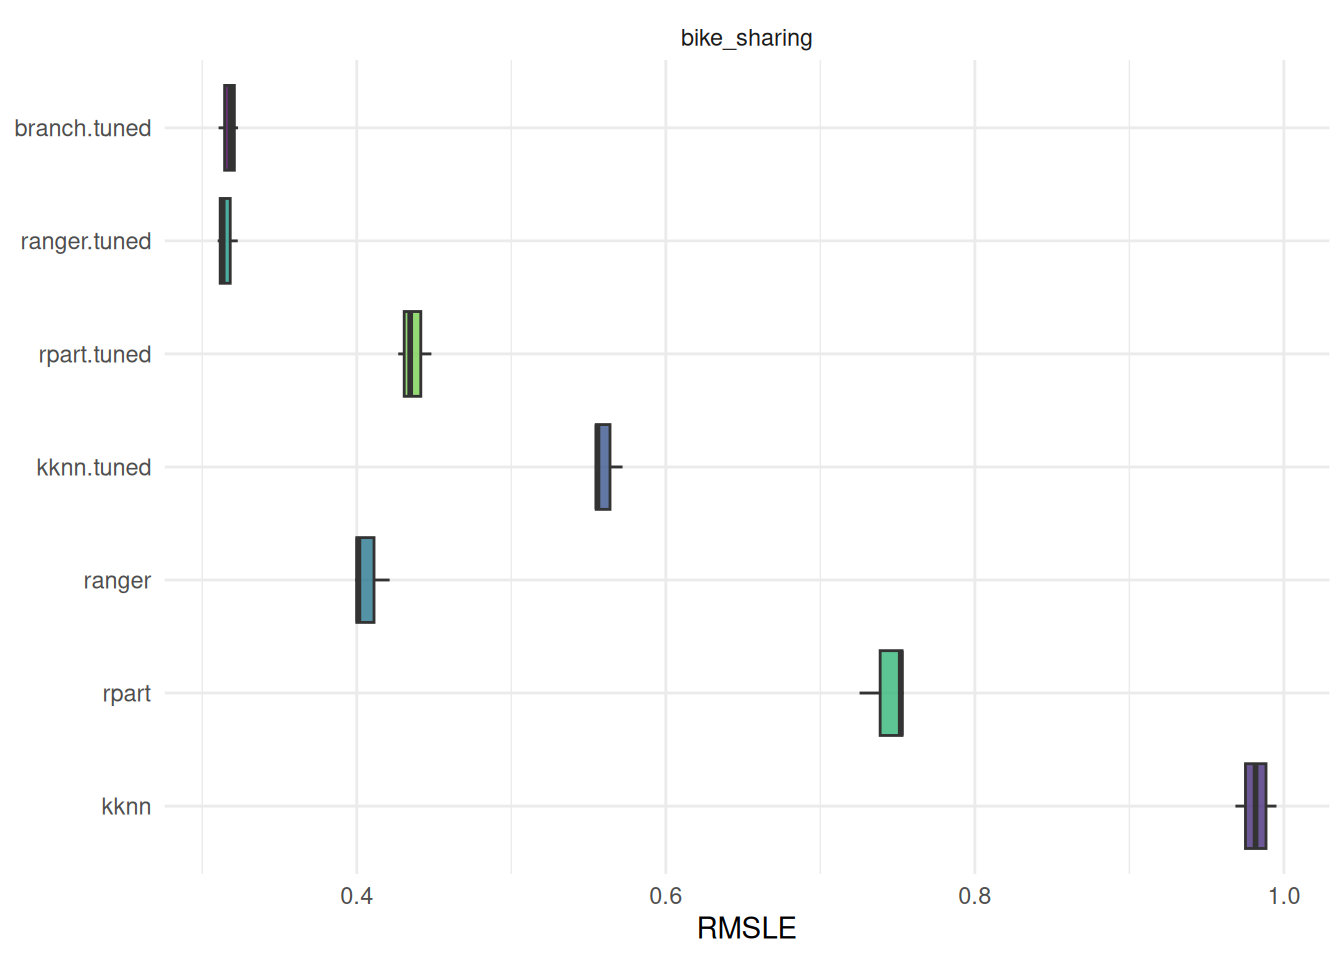 bike_sharing
branch.tuned
ranger.tuned
rpart.tuned
kknn.tuned
ranger
rpart
kknn
0.4 0.6 0.8 1.0
RMSLE